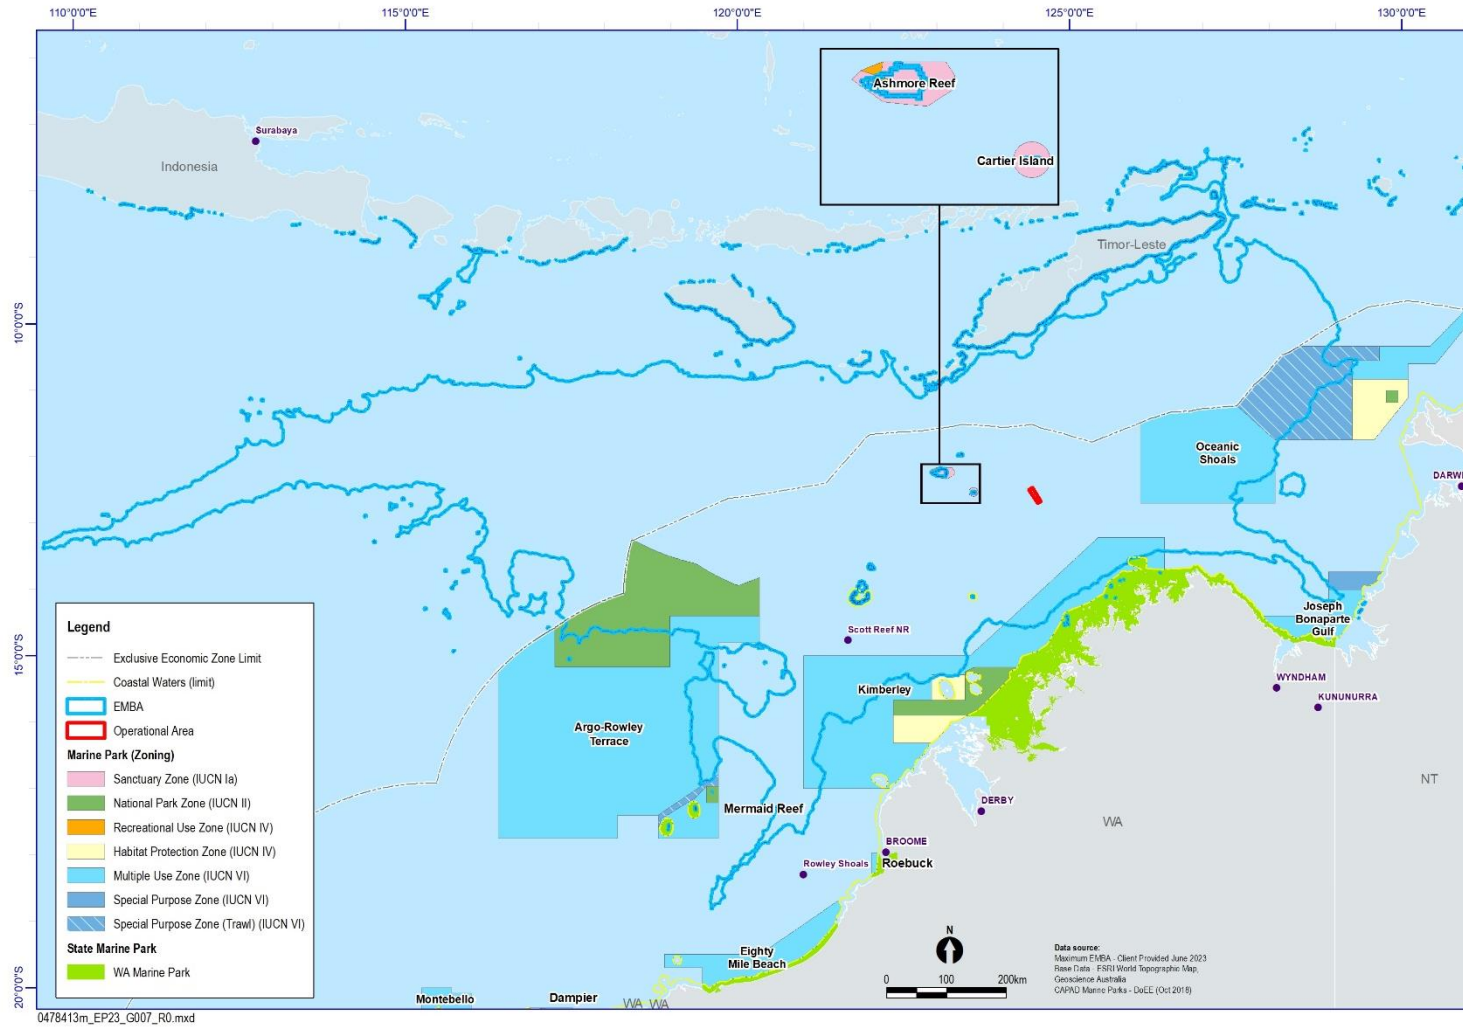 110°0'0"E
115°0'0"E
120°0'0"E
125°0'0"E
130°0'0"E
10°0'0"S
15°0'0"S
20°0'0"S
Ashmore Reef
Cartier Island
Surabaya
Indonesia
Timor-Leste
Oceanic
Shoals
DARWI
Joseph
Bonaparte
Gulf
Scott Reef NR
Kimberley
WYNDHAM
KUNUNURRA
Argo-Rowley
Terrace
Mermaid Reef
DERBY
NT
WA
BROOME
Roebuck
Rowley Shoals
Eighty
Mile Beach
Montebello
Dampier
WA WA
Legend
Exclusive Economic Zone Limit
Coastal Waters (limit)
EMBA
Operational Area
Marine Park (Zoning)
Sanctuary Zone (IUCN Ia)
National Park Zone (IUCN II)
Recreational Use Zone (IUCN IV)
Habitat Protection Zone (IUCN IV)
Multiple Use Zone (IUCN VI)
Special Purpose Zone (IUCN VI)
Special Purpose Zone (Trawl) (IUCN VI)
State Marine Park
WA Marine Park
N
0 100 200km
Data source:
Maximum EMBA - Client Provided June 2023
Base Data - ESRI World Topographic Map,
Geoscience Australia
CAPAD Marine Parks - DoEE (Oct 2018)
0478413m_EP23_G007_R0.mxd